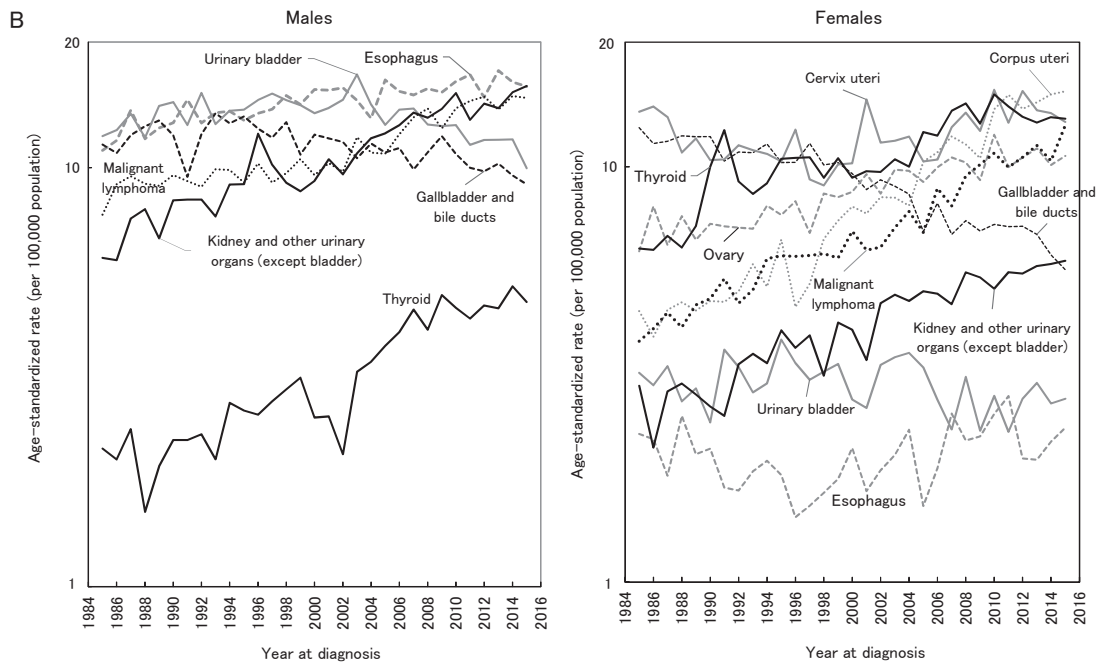 B
Males
20
10
1
Age-standardized rate (per 100,000 population)
Urinary bladder
Esophagus
Malignant
lymphoma
Gallbladder and
bile ducts
Kidney and other urinary
organs (except bladder)
Thyroid
1984
1986
1988
1990
1992
1994
1996
1998
2000
2002
2004
2006
2008
2010
2012
2014
2016
Year at diagnosis
Females
20
10
1
Age-standardized rate (per 100,000 population)
Corpus uteri
Cervix uteri
Thyroid
Gallbladder and
bile ducts
Ovary
Malignant
lymphoma
Kidney and other urinary
organs (except bladder)
Urinary bladder
Esophagus
1984
1986
1988
1990
1992
1994
1996
1998
2000
2002
2004
2006
2008
2010
2012
2014
2016
Year at diagnosis